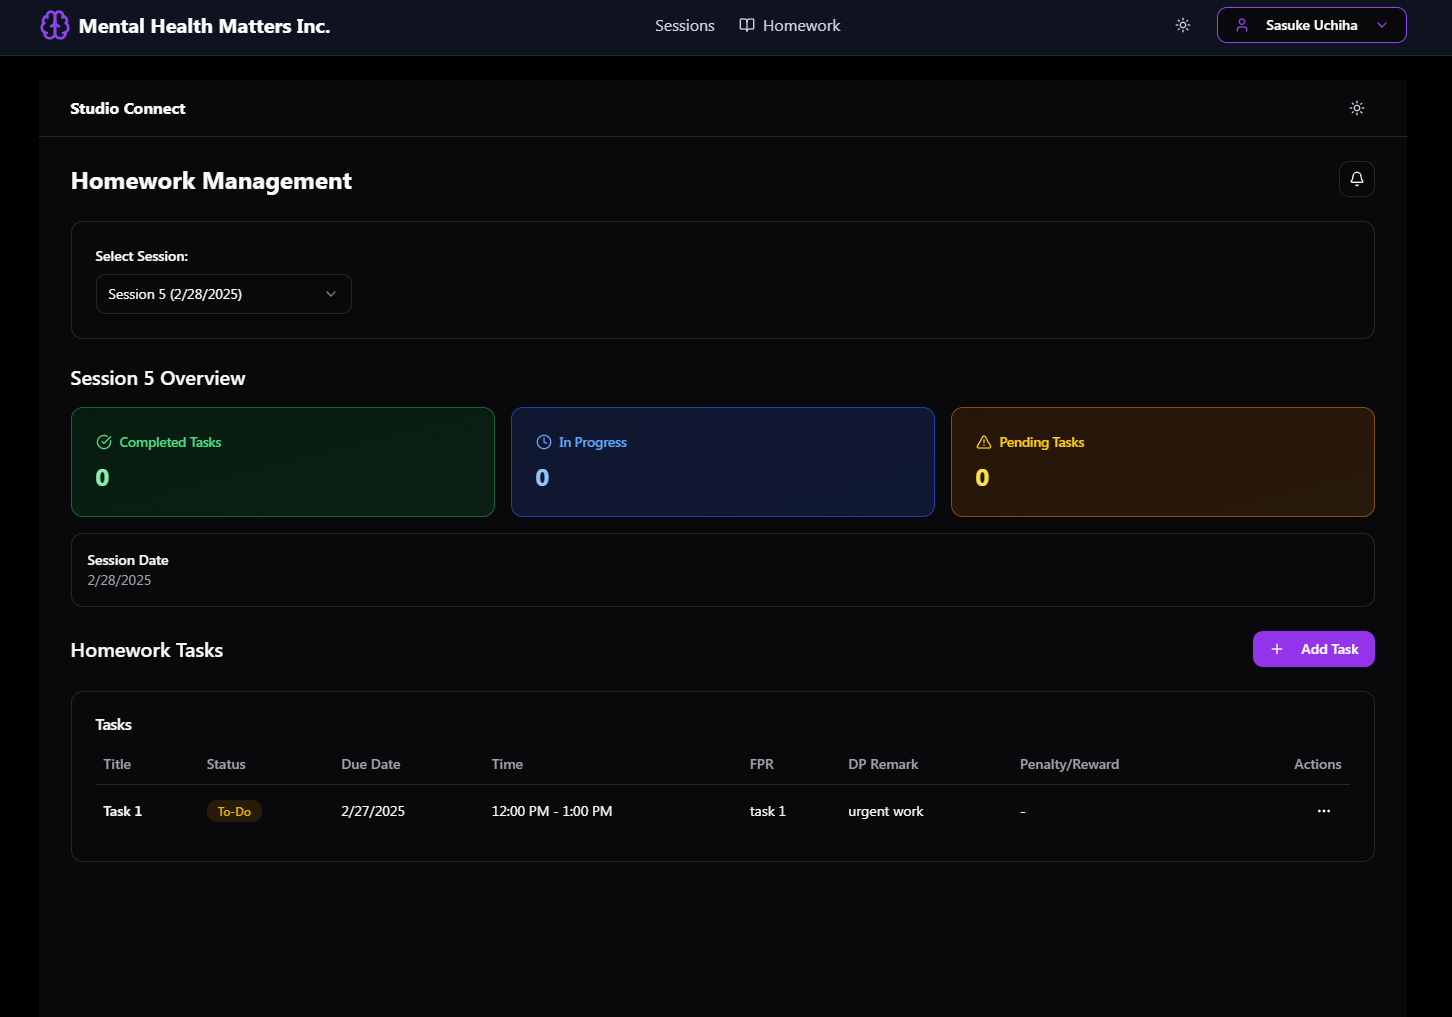 Mental Health Matters Inc.
Sessions
Homework
Sasuke Uchiha
Studio Connect
Homework Management
Select Session:
Session 5 (2/28/2025)
Session 5 Overview
Completed Tasks
0
In Progress
0
Pending Tasks
0
Session Date
2/28/2025
Homework Tasks
+ Add Task
Tasks
Title Status Due Date Time FPR DP Remark Penalty/Reward Actions
Task 1 To-Do 2/27/2025 12:00 PM - 1:00 PM task 1 urgent work - ...